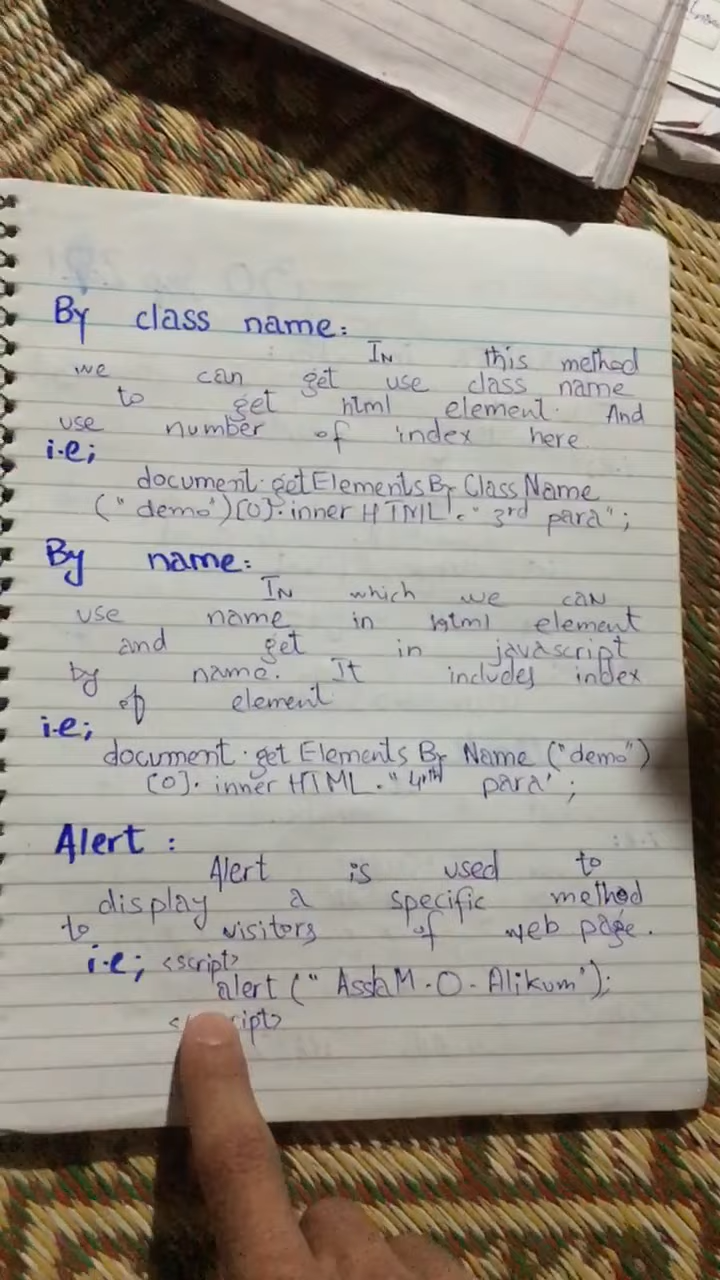 By class name:
In this method
we can get use class name
to get html element. And
use number of index here
i.e;
document.getElementsByClassName
("demo")[0].innerHTML = "3rd para";
By name:
In which we can
use name in html element
and get in javascript
by name. It includes index
of element
i.e;
document.getElementsByName("demo")
[0].innerHTML = "4rth para";
Alert:
Alert is used to
display a specific method
to visitors of web page.
i.e; <script>
alert ("AsslaM.O.Alikum");
</script>